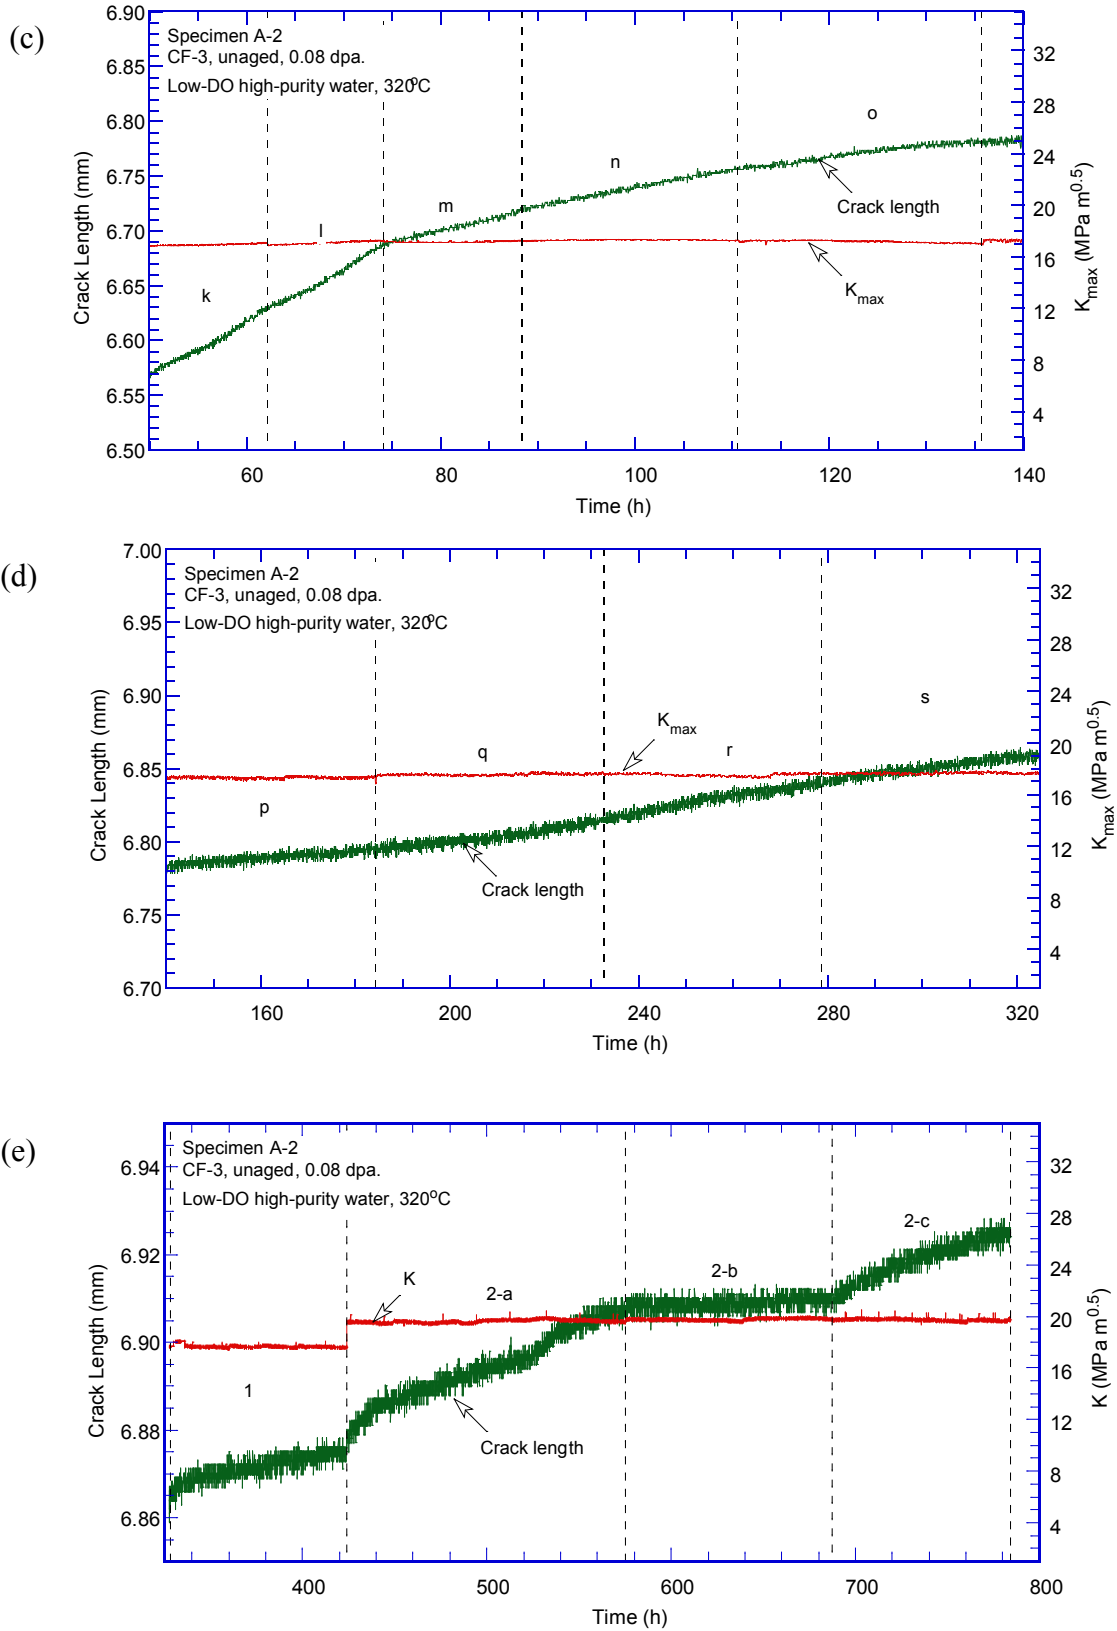 (c)
Specimen A-2
CF-3, unaged, 0.08 dpa.
Low-DO high-purity water, 320°C
6.90
6.85
6.80
6.75
6.70
6.65
6.60
6.55
6.50
Crack Length (mm)
k
l
m
n
o
Crack length
Kmax
32
28
24
20
16
12
8
4
Kmax (MPa m0.5)
60
80
100
120
140
Time (h)
(d)
Specimen A-2
CF-3, unaged, 0.08 dpa.
Low-DO high-purity water, 320°C
7.00
6.95
6.90
6.85
6.80
6.75
6.70
Crack Length (mm)
p
q
r
s
Kmax
Crack length
32
28
24
20
16
12
8
4
Kmax (MPa m0.5)
160
200
240
280
320
Time (h)
(e)
Specimen A-2
CF-3, unaged, 0.08 dpa.
Low-DO high-purity water, 320°C
6.94
6.92
6.90
6.88
6.86
Crack Length (mm)
1
K
2-a
2-b
2-c
Crack length
32
28
24
20
16
12
8
4
K (MPa m0.5)
400
500
600
700
800
Time (h)